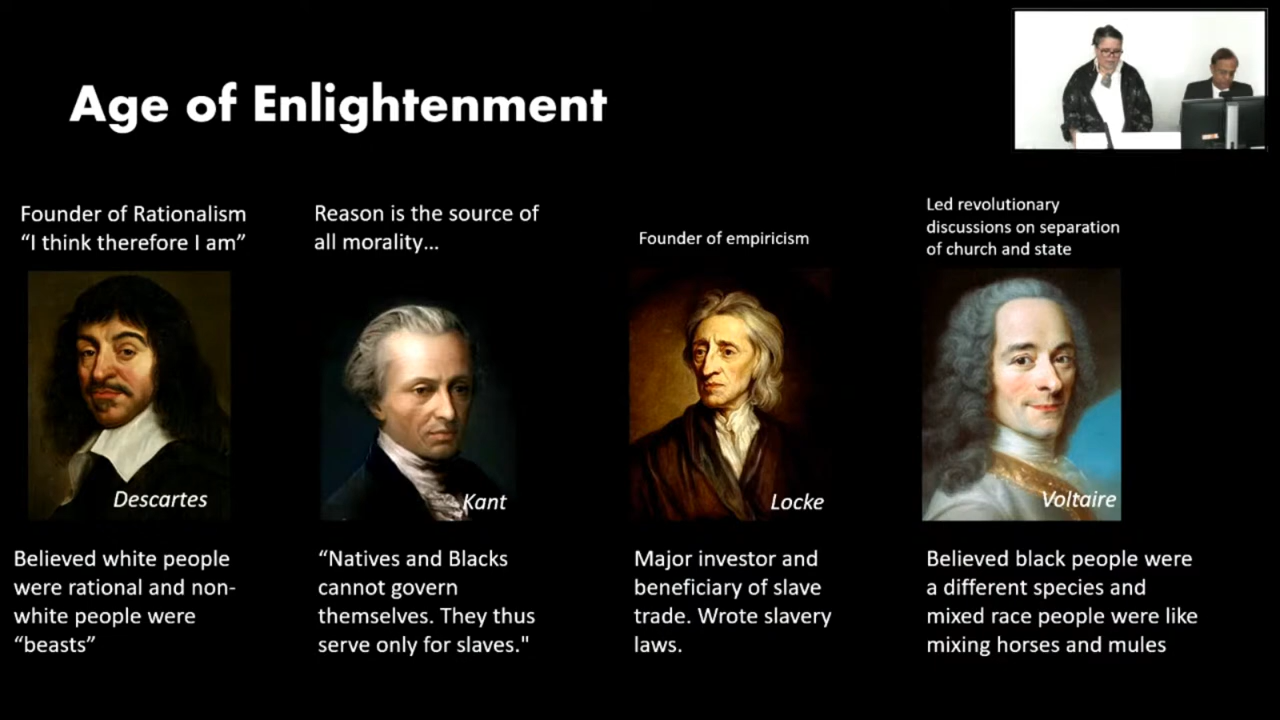 Age of Enlightenment
Founder of Rationalism
“I think therefore I am”
Descartes
Believed white people
were rational and non-
white people were
“beasts”
Reason is the source of
all morality...
Kant
“Natives and Blacks
cannot govern
themselves. They thus
serve only for slaves."
Founder of empiricism
Locke
Major investor and
beneficiary of slave
trade. Wrote slavery
laws.
Led revolutionary
discussions on separation
of church and state
Voltaire
Believed black people were
a different species and
mixed race people were like
mixing horses and mules